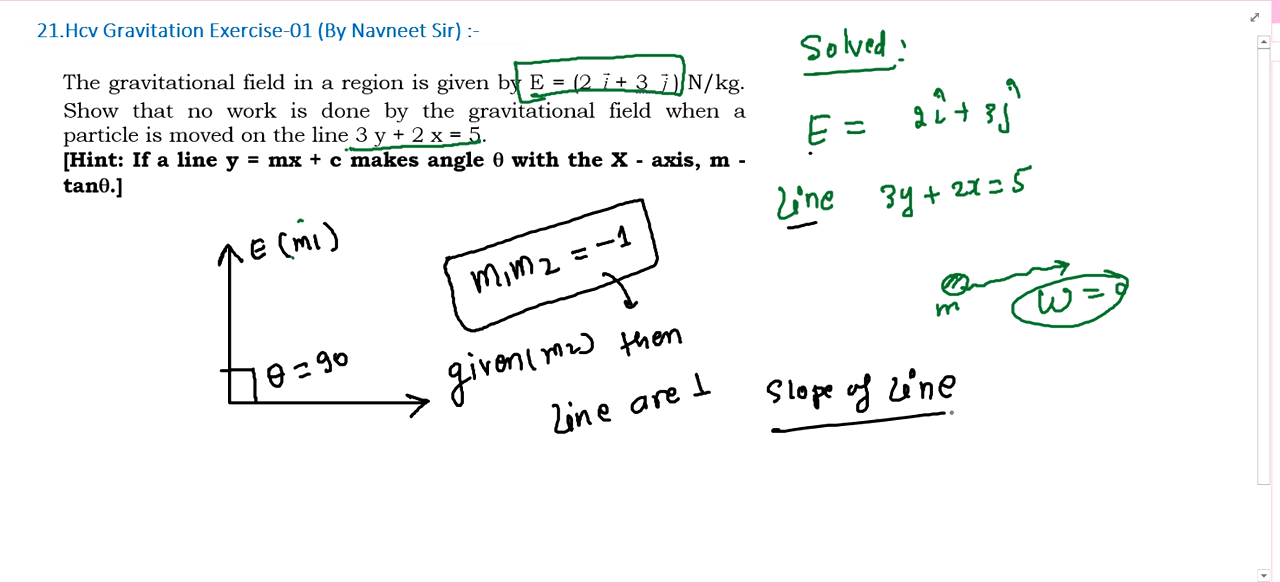 21.Hcv Gravitation Exercise-01 (By Navneet Sir) :-
The gravitational field in a region is given by E = (2 i⃗ + 3 j⃗) N/kg.
Show that no work is done by the gravitational field when a
particle is moved on the line 3 y + 2 x = 5.
[Hint: If a line y = mx + c makes angle θ with the X - axis, m -
tanθ.]
Solved:
E = 2î + 3ĵ
Line 3y + 2x = 5
E (m1)
θ = 90
m1m2 = -1
given(m2) then
Line are ⊥
m
W = 0
Slope of Line